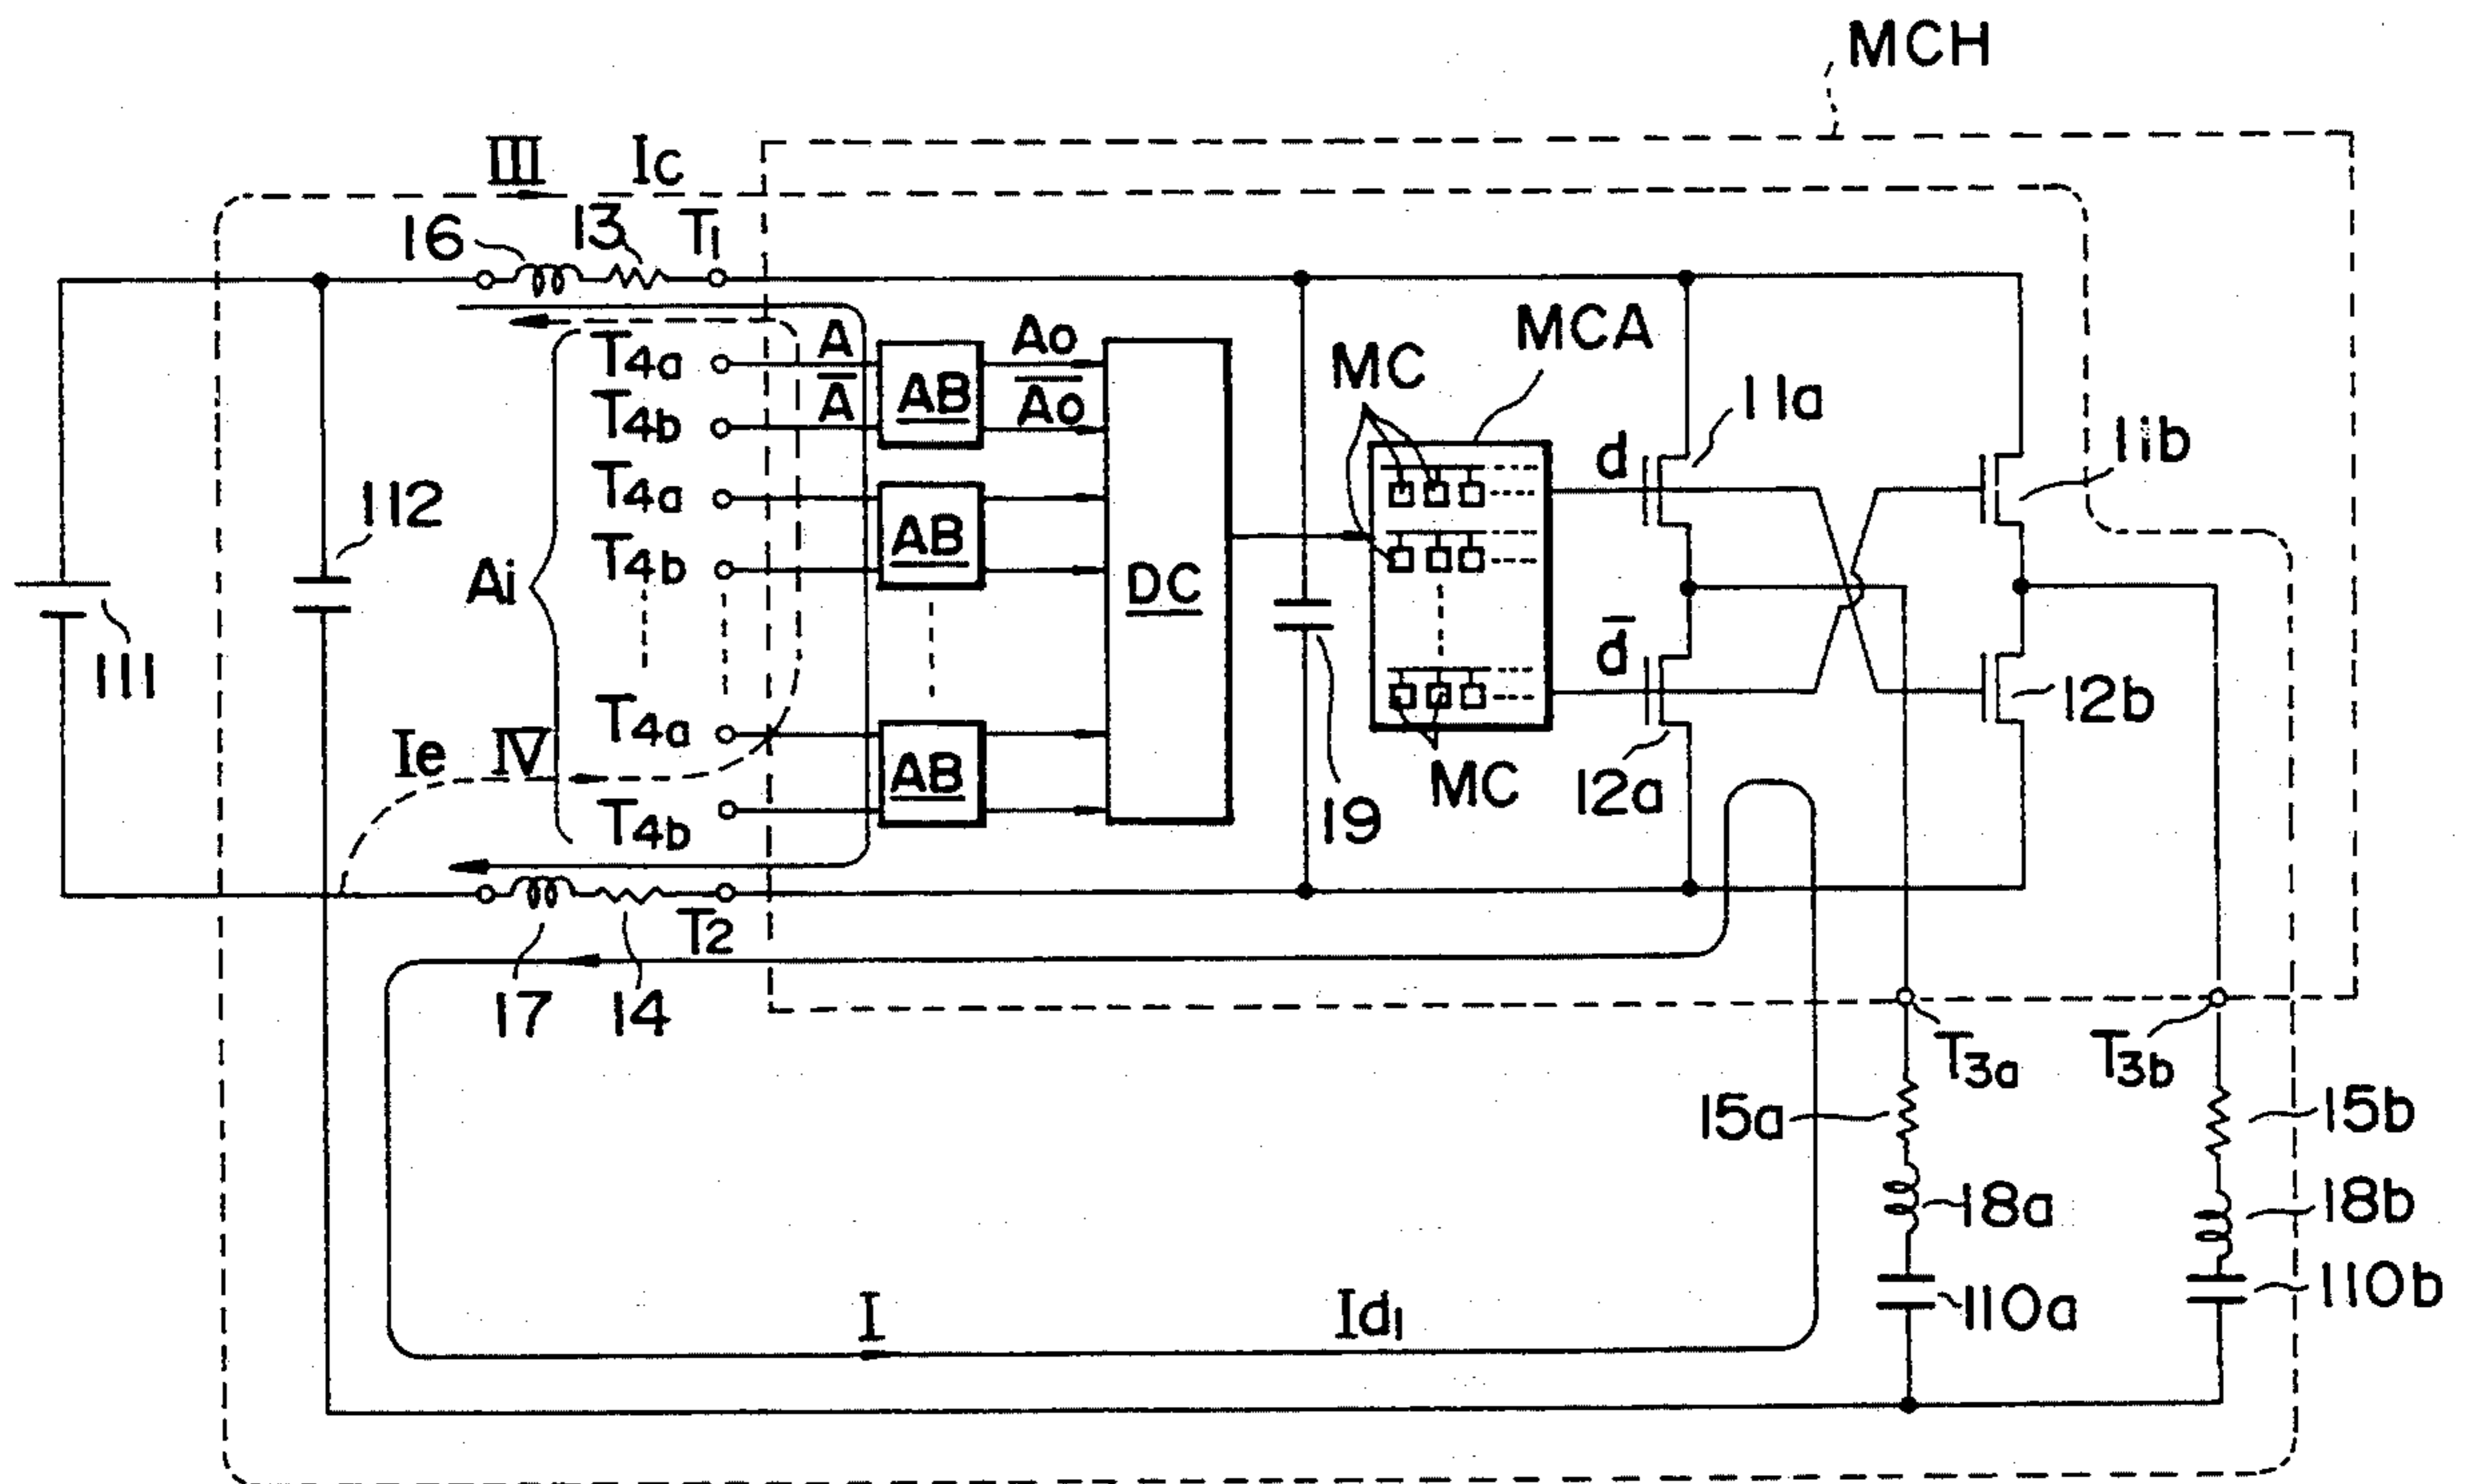 MCH
III Ic
16 13 T1
A Ao MCA
T4a MC
AB
A̅ A̅o̅ 11a
T4b d 11b
T4a
112 AB
T4b
Ai DC
d̅
111
T4a 12b
Ie IV AB
MC 12a
T4b 19
T2
17 14
T3a T3b
15a 15b
18a 18b
I Id1 110a 110b